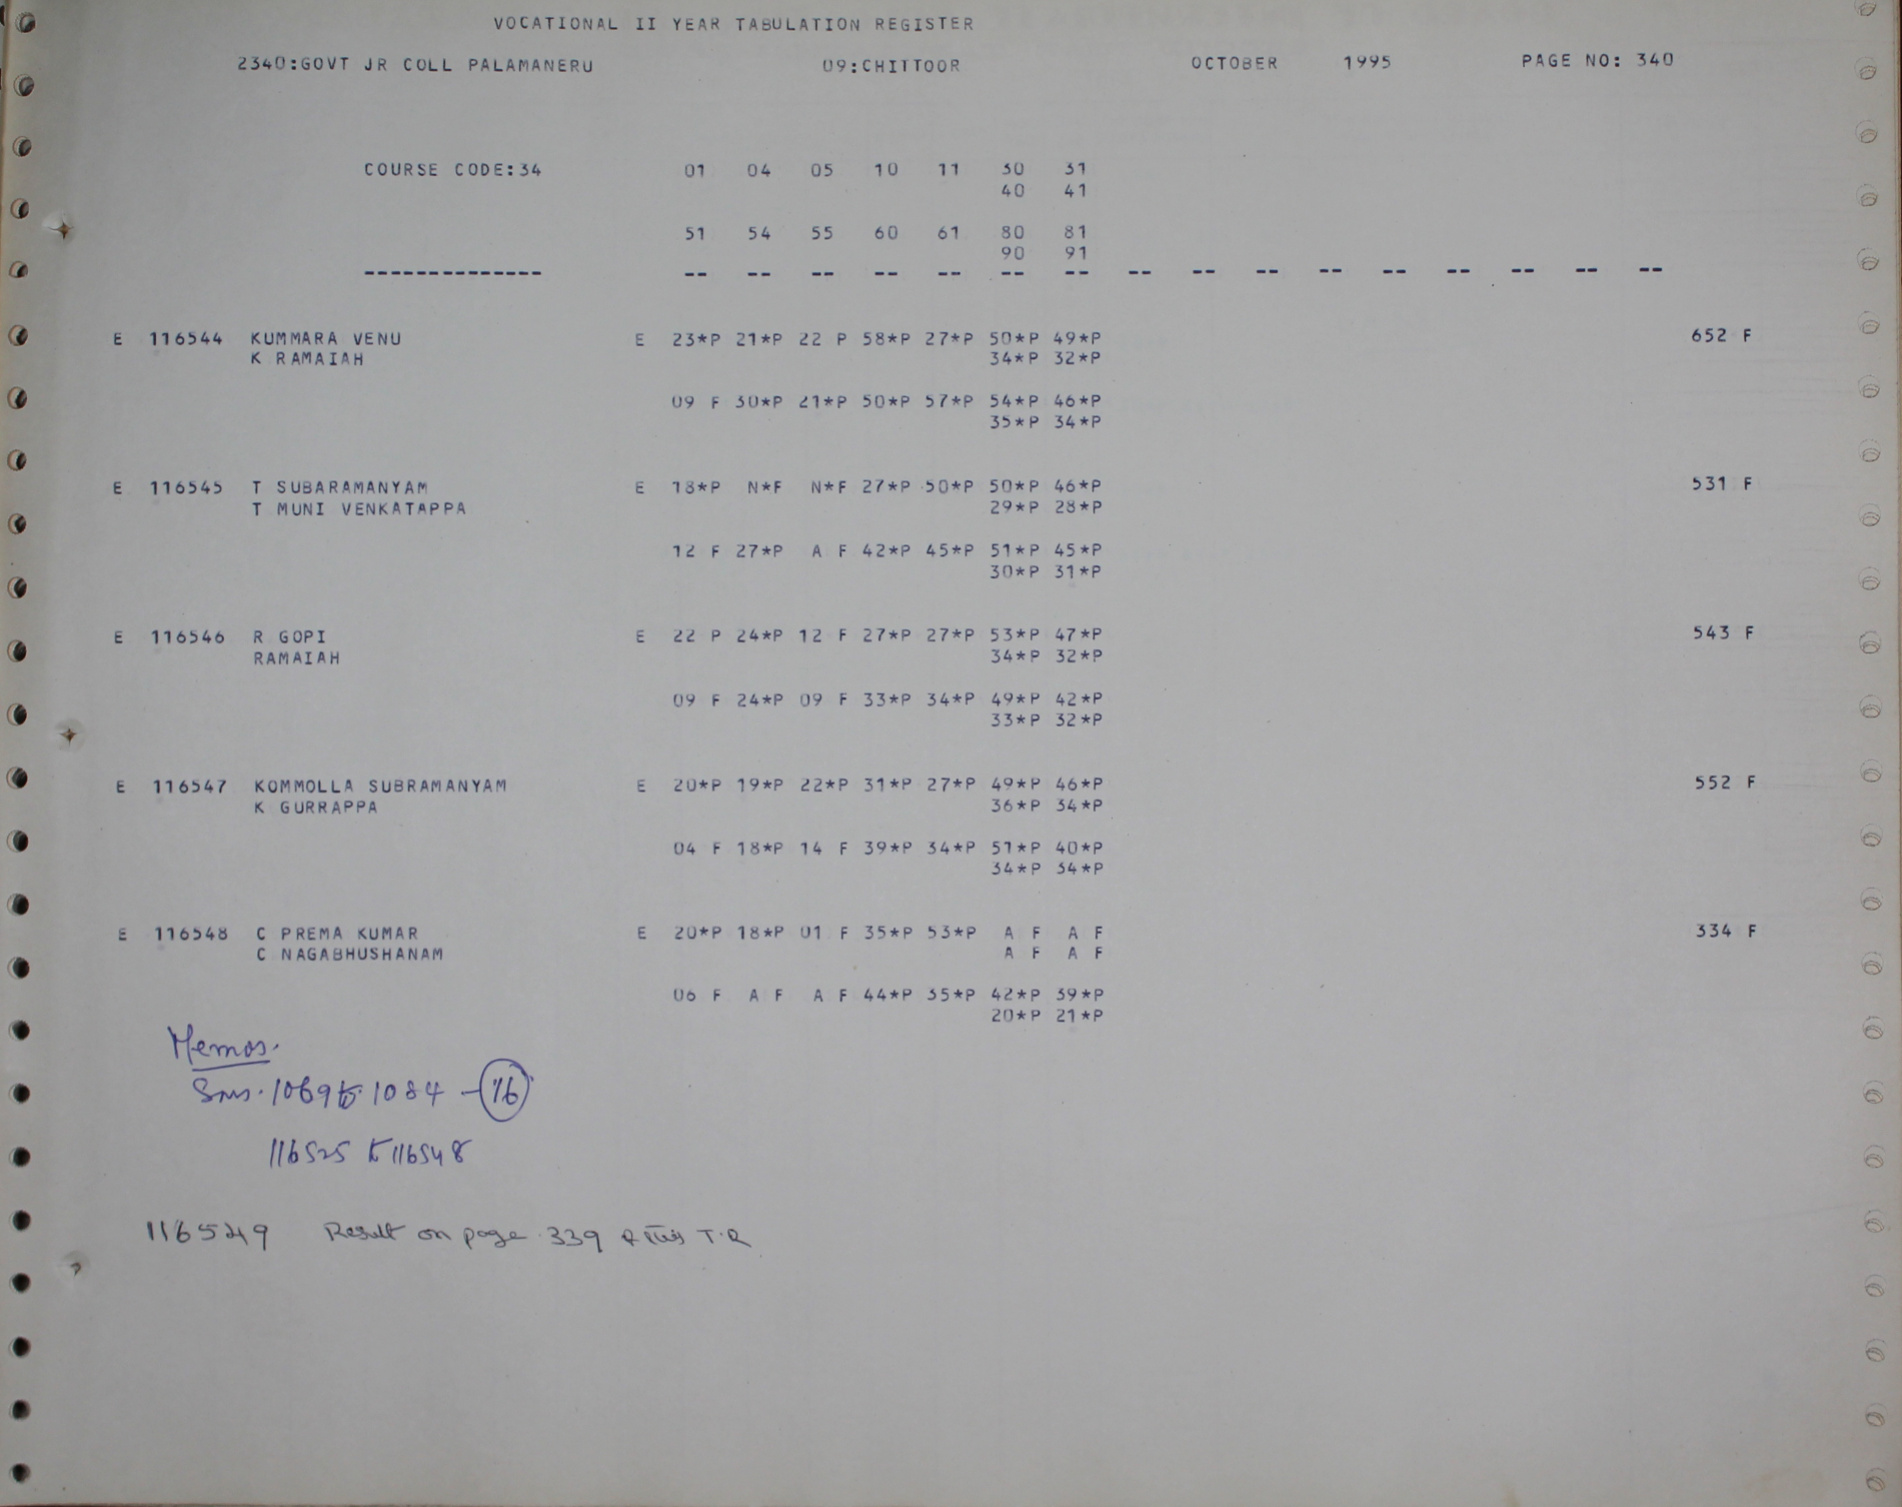 VOCATIONAL II YEAR TABULATION REGISTER
2340:GOVT JR COLL PALAMANERU 09:CHITTOOR OCTOBER 1995 PAGE NO: 340
COURSE CODE:34 01 04 05 10 11 30 31
40 41
51 54 55 60 61 80 81
90 91
-------------- -- -- -- -- -- -- -- -- -- -- -- -- -- -- -- --
E 116544 KUMMARA VENU E 23*P 21*P 22 P 58*P 27*P 50*P 49*P 652 F
K RAMAIAH 34*P 32*P
09 F 30*P 21*P 50*P 57*P 54*P 46*P
35*P 34*P
E 116545 T SUBARAMANYAM E 18*P N*F N*F 27*P 50*P 50*P 46*P 531 F
T MUNI VENKATAPPA 29*P 28*P
12 F 27*P A F 42*P 45*P 51*P 45*P
30*P 31*P
E 116546 R GOPI E 22 P 24*P 12 F 27*P 27*P 53*P 47*P 543 F
RAMAIAH 34*P 32*P
09 F 24*P 09 F 33*P 34*P 49*P 42*P
33*P 32*P
E 116547 KOMMOLLA SUBRAMANYAM E 20*P 19*P 22*P 31*P 27*P 49*P 46*P 552 F
K GURRAPPA 36*P 34*P
04 F 18*P 14 F 39*P 34*P 51*P 40*P
34*P 34*P
E 116548 C PREMA KUMAR E 20*P 18*P 01 F 35*P 53*P A F A F 334 F
C NAGABHUSHANAM A F A F
06 F A F A F 44*P 35*P 42*P 39*P
20*P 21*P
Memos.
1069 to 1084 - 16
116525 to 116548
116549 Result on page 339 this T.R